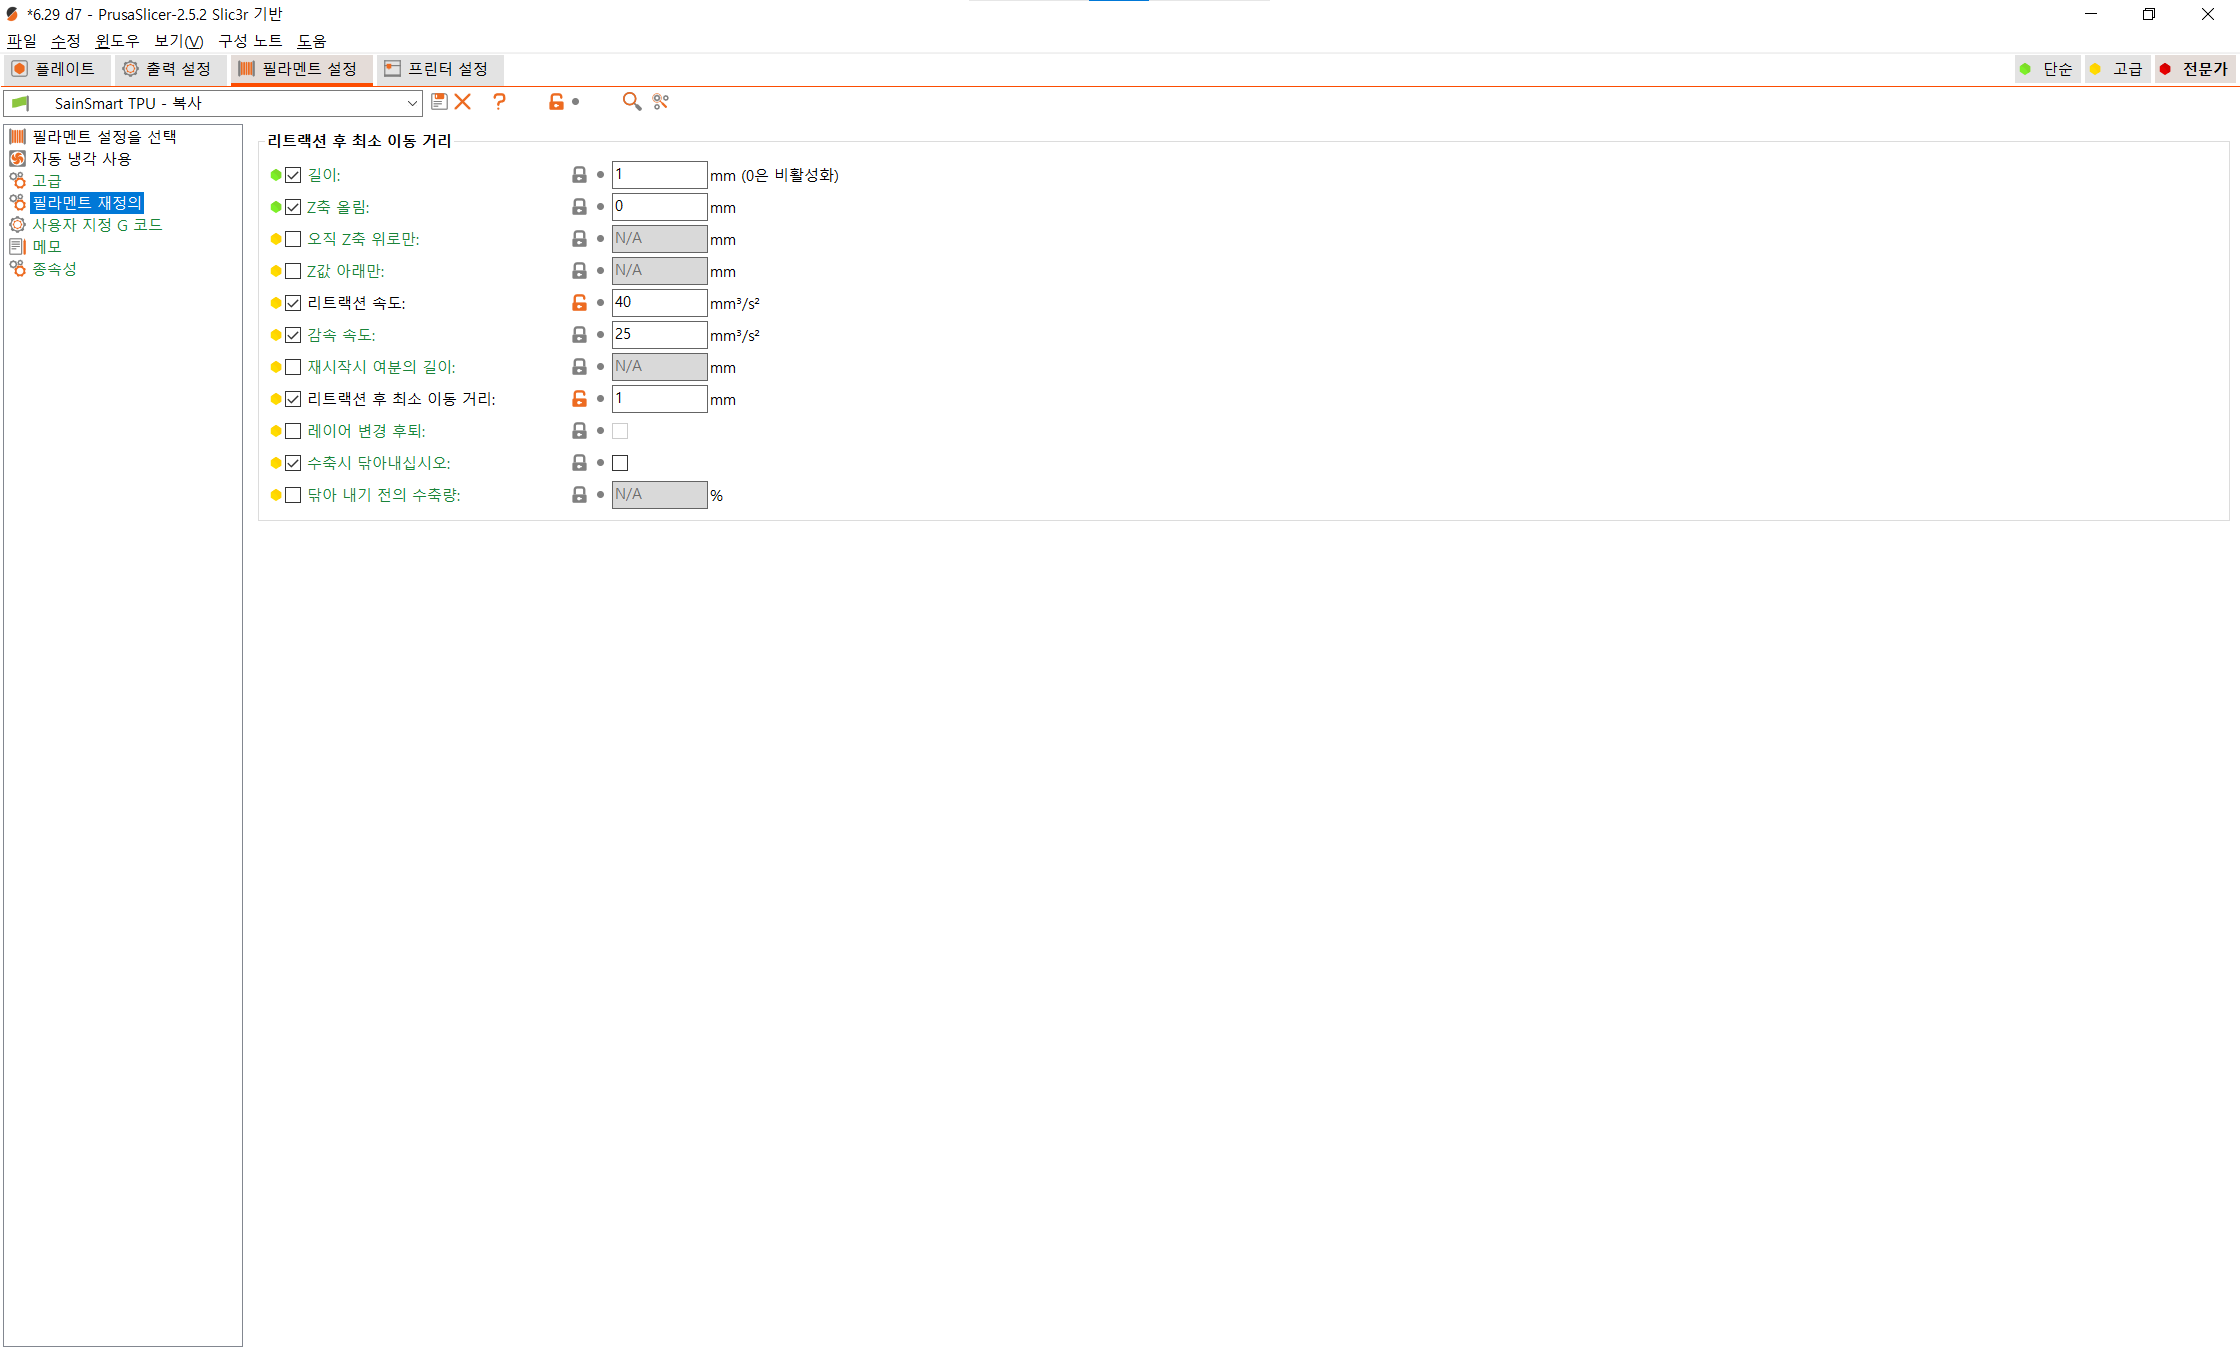 *6.29 d7 - PrusaSlicer-2.5.2 Slic3r 기반
파일 수정 윈도우 보기(V) 구성 노트 도움
플레이트 출력 설정 필라멘트 설정 프린터 설정 단순 고급 전문가
SainSmart TPU - 복사
필라멘트 설정을 선택
자동 냉각 사용
고급
필라멘트 재정의
사용자 지정 G 코드
메모
종속성
리트랙션 후 최소 이동 거리
길이: 1 mm (0은 비활성화)
Z축 올림: 0 mm
오직 Z축 위로만: N/A mm
Z값 아래만: N/A mm
리트랙션 속도: 40 mm³/s²
감속 속도: 25 mm³/s²
재시작시 여분의 길이: N/A mm
리트랙션 후 최소 이동 거리: 1 mm
레이어 변경 후퇴:
수축시 닦아내십시오:
닦아 내기 전의 수축량: N/A %